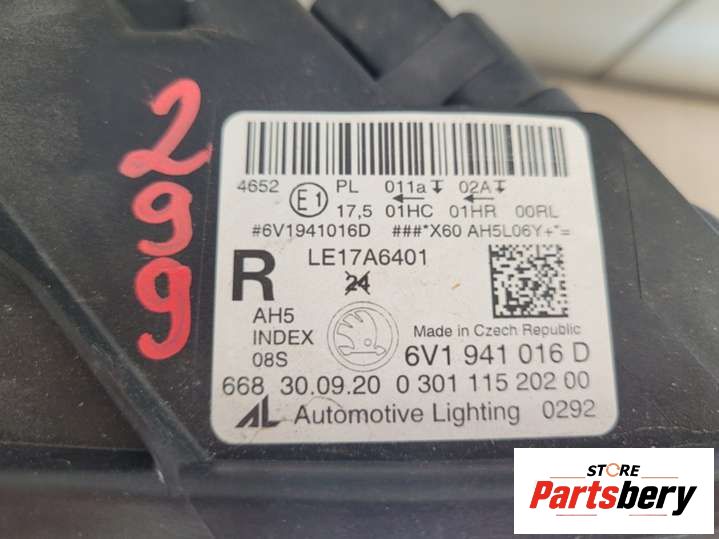 299
4652 E1 PL 011a 02A
17,5 01HC 01HR 00RL
#6V1941016D ###*X60 AH5L06Y+*=
R LE17A6401
24
AH5
INDEX
08S
Made in Czech Republic
6V1 941 016 D
668 30.09.20 0 301 115 202 00
AL Automotive Lighting 0292
STORE
Partsbery